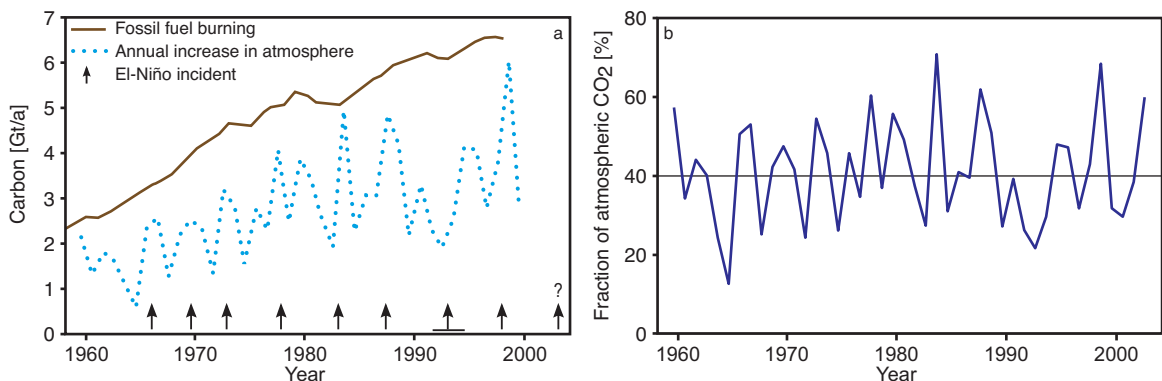 7
6
5
4
3
2
1
0
Carbon [Gt/a]
Fossil fuel burning
Annual increase in atmosphere
El-Niño incident
a
?
1960 1970 1980 1990 2000
Year
80
60
40
20
0
Fraction of atmospheric CO2 [%]
b
1960 1970 1980 1990 2000
Year